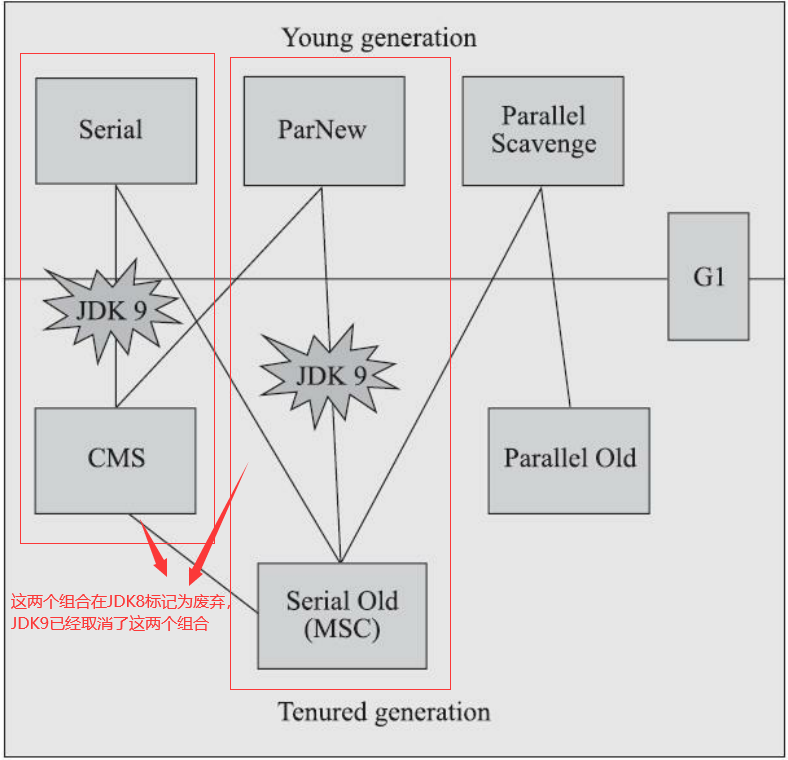 Young generation
Serial
ParNew
Parallel
Scavenge
G1
JDK 9
JDK 9
CMS
Parallel Old
Serial Old
(MSC)
这两个组合在JDK8标记为废弃,
JDK9已经取消了这两个组合
Tenured generation